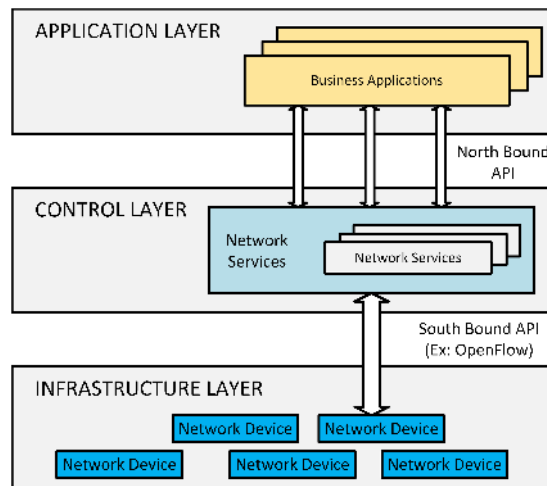 APPLICATION LAYER
Business Applications
North Bound
API
CONTROL LAYER
Network
Services
Network Services
South Bound API
(Ex: OpenFlow)
INFRASTRUCTURE LAYER
Network Device
Network Device
Network Device
Network Device
Network Device